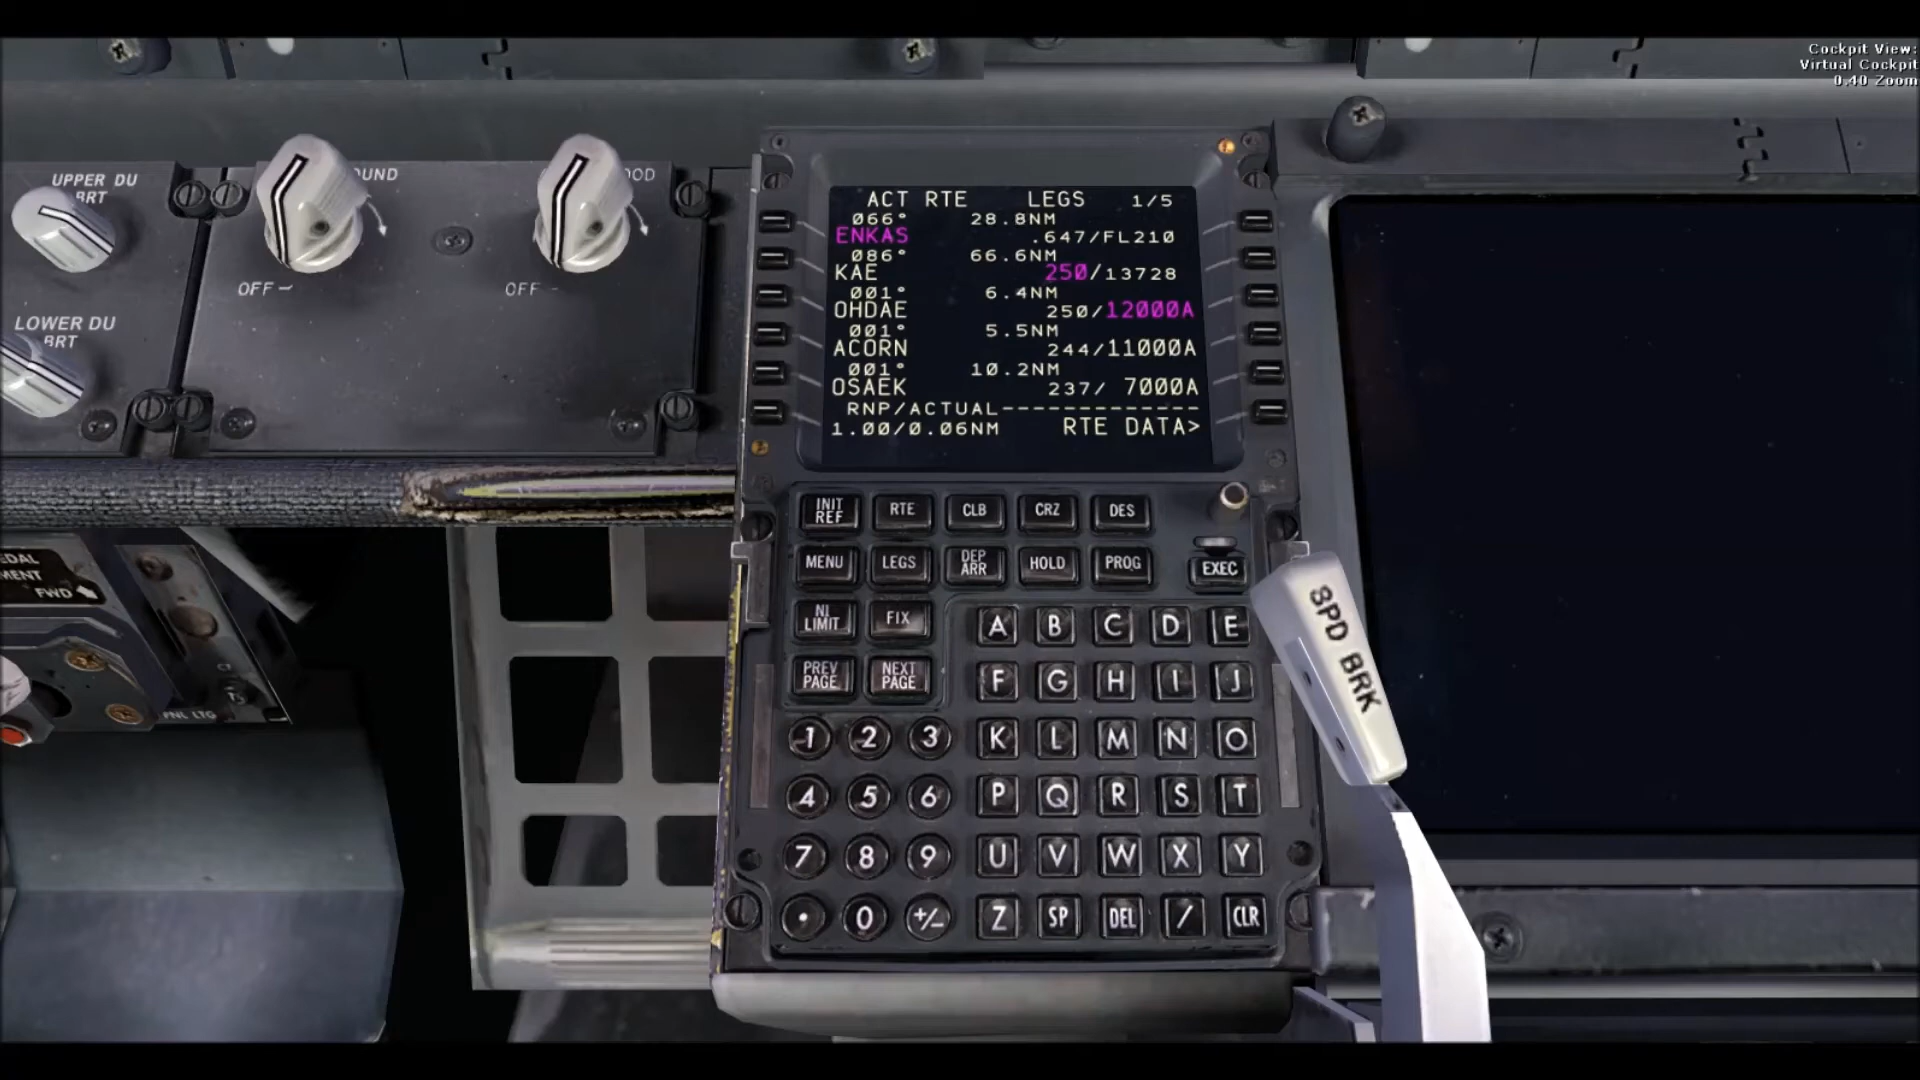 Cockpit View:
Virtual Cockpit
0.40 Zoom
UPPER DU
BRT
OFF
OFF
LOWER DU
BRT
ACT RTE LEGS 1/5
066° 28.8NM
ENKAS .647/FL210
086° 66.6NM
KAE 250/13728
001° 6.4NM
OHDAE 250/12000A
001° 5.5NM
ACORN 244/11000A
001° 10.2NM
OSAEK 237/ 7000A
RNP/ACTUAL-------------
1.00/0.06NM RTE DATA>
INIT REF RTE CLB CRZ DES
MENU LEGS DEP ARR HOLD PROG EXEC
N1 LIMIT FIX
PREV PAGE NEXT PAGE
A B C D E
F G H I J
1 2 3 K L M N O
4 5 6 P Q R S T
7 8 9 U V W X Y
. 0 +/- Z SP DEL / CLR
SPD BRK
FWD
PNL LTG